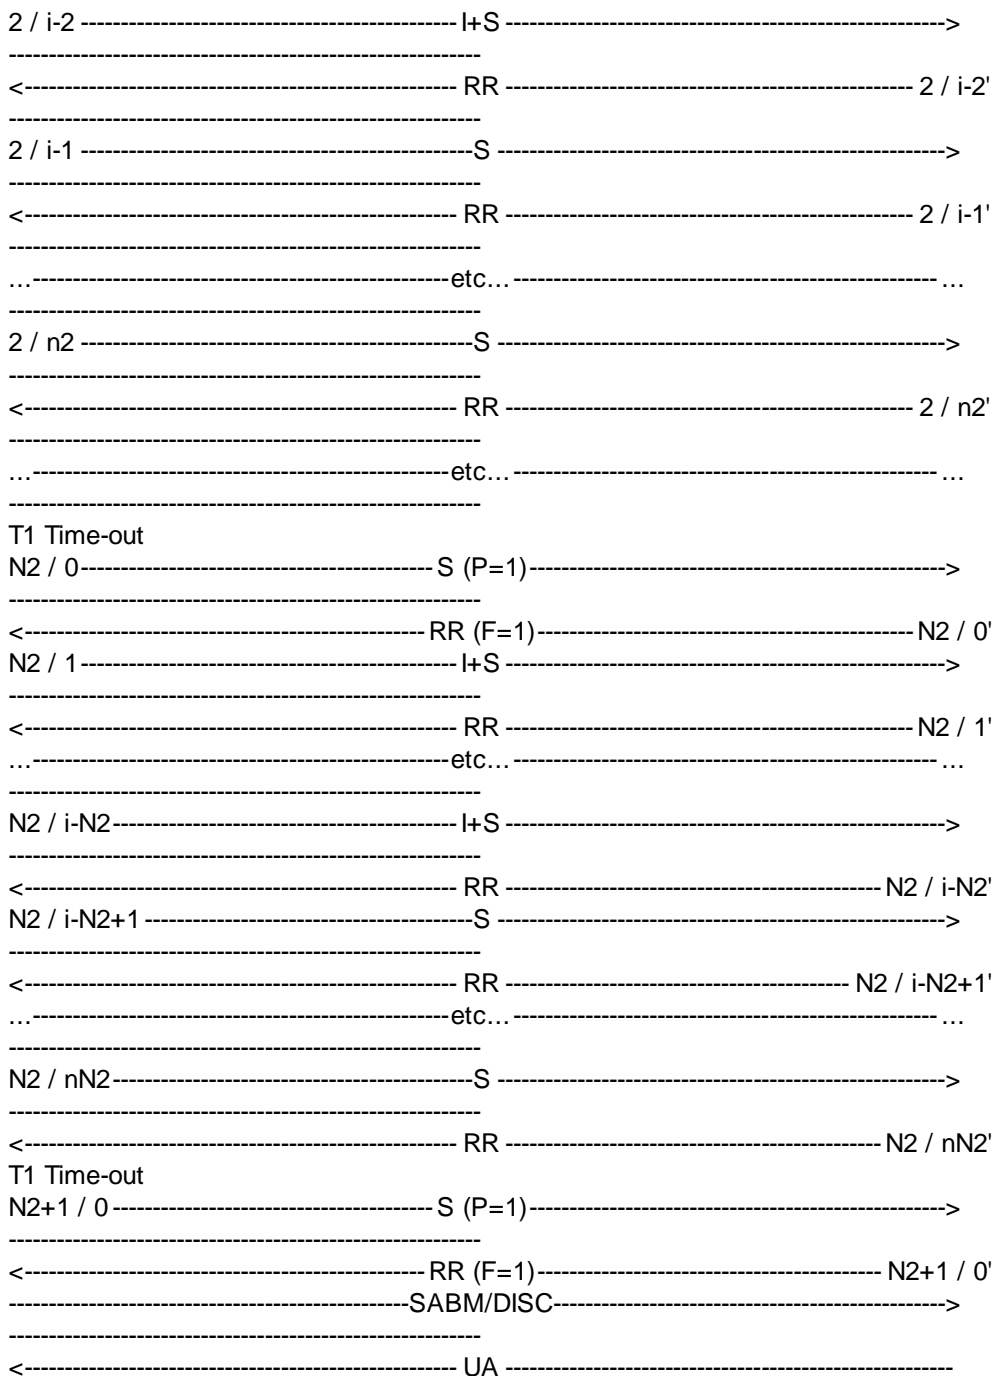 2 / i-2 ----------------------------------------------- I+S ------------------------------------------------------->
-----------------------------------------------------------
<------------------------------------------------------ RR --------------------------------------------------- 2 / i-2'
-----------------------------------------------------------
2 / i-1 -------------------------------------------------S -------------------------------------------------------->
-----------------------------------------------------------
<------------------------------------------------------ RR --------------------------------------------------- 2 / i-1'
-----------------------------------------------------------
…----------------------------------------------------etc…----------------------------------------------------- …
-----------------------------------------------------------
2 / n2 -------------------------------------------------S -------------------------------------------------------->
-----------------------------------------------------------
<------------------------------------------------------ RR --------------------------------------------------- 2 / n2'
-----------------------------------------------------------
…----------------------------------------------------etc…----------------------------------------------------- …
-----------------------------------------------------------
T1 Time-out
N2 / 0-------------------------------------------- S (P=1)---------------------------------------------------->
-----------------------------------------------------------
<-------------------------------------------------- RR (F=1)----------------------------------------------- N2 / 0'
N2 / 1----------------------------------------------- I+S ------------------------------------------------------->
-----------------------------------------------------------
<------------------------------------------------------ RR --------------------------------------------------- N2 / 1'
…----------------------------------------------------etc…----------------------------------------------------- …
-----------------------------------------------------------
N2 / i-N2------------------------------------------- I+S ------------------------------------------------------->
-----------------------------------------------------------
<------------------------------------------------------ RR ----------------------------------------------- N2 / i-N2'
N2 / i-N2+1 -----------------------------------------S -------------------------------------------------------->
-----------------------------------------------------------
<------------------------------------------------------ RR ------------------------------------------- N2 / i-N2+1'
…----------------------------------------------------etc…----------------------------------------------------- …
-----------------------------------------------------------
N2 / nN2---------------------------------------------S -------------------------------------------------------->
-----------------------------------------------------------
<------------------------------------------------------ RR ----------------------------------------------- N2 / nN2'
T1 Time-out
N2+1 / 0 ---------------------------------------- S (P=1)---------------------------------------------------->
-----------------------------------------------------------
<-------------------------------------------------- RR (F=1)------------------------------------------- N2+1 / 0'
--------------------------------------------------SABM/DISC------------------------------------------------->
-----------------------------------------------------------
<------------------------------------------------------ UA --------------------------------------------------------